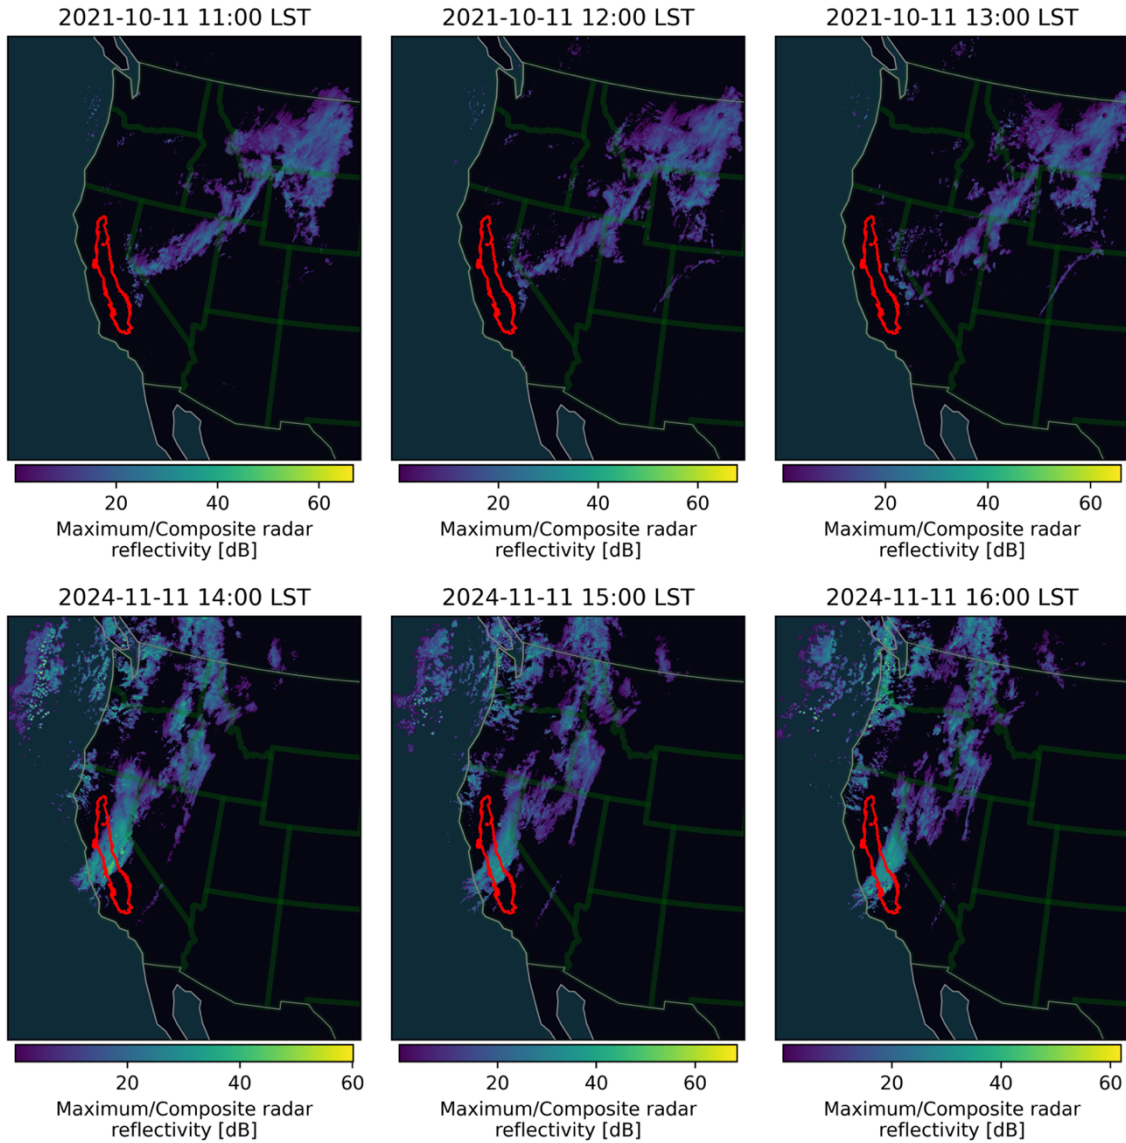 2021-10-11 11:00 LST
2021-10-11 12:00 LST
2021-10-11 13:00 LST
20
40
60
Maximum/Composite radar
reflectivity [dB]
20
40
60
Maximum/Composite radar
reflectivity [dB]
20
40
60
Maximum/Composite radar
reflectivity [dB]
2024-11-11 14:00 LST
2024-11-11 15:00 LST
2024-11-11 16:00 LST
20
40
60
Maximum/Composite radar
reflectivity [dB]
20
40
60
Maximum/Composite radar
reflectivity [dB]
20
40
60
Maximum/Composite radar
reflectivity [dB]